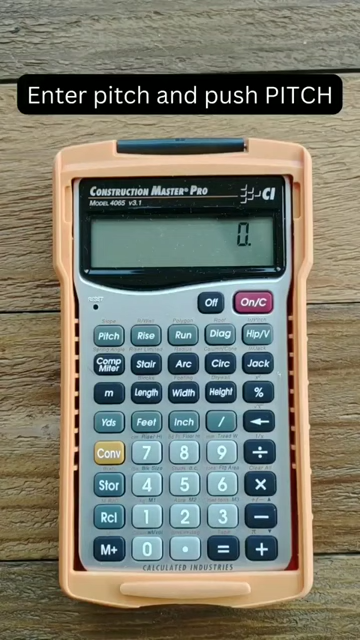 Enter pitch and push PITCH
CONSTRUCTION MASTER® PRO
MODEL 4065 v3.1
CI
0.
RESET
Off On/C
Pitch Rise Run Diag Hip/V
Comp Miter Stair Arc Circ Jack
m Length Width Height %
Yds Feet Inch / ←
Conv 7 8 9 ÷
Stor 4 5 6 ×
Rcl 1 2 3 −
M+ 0 • = +
CALCULATED INDUSTRIES